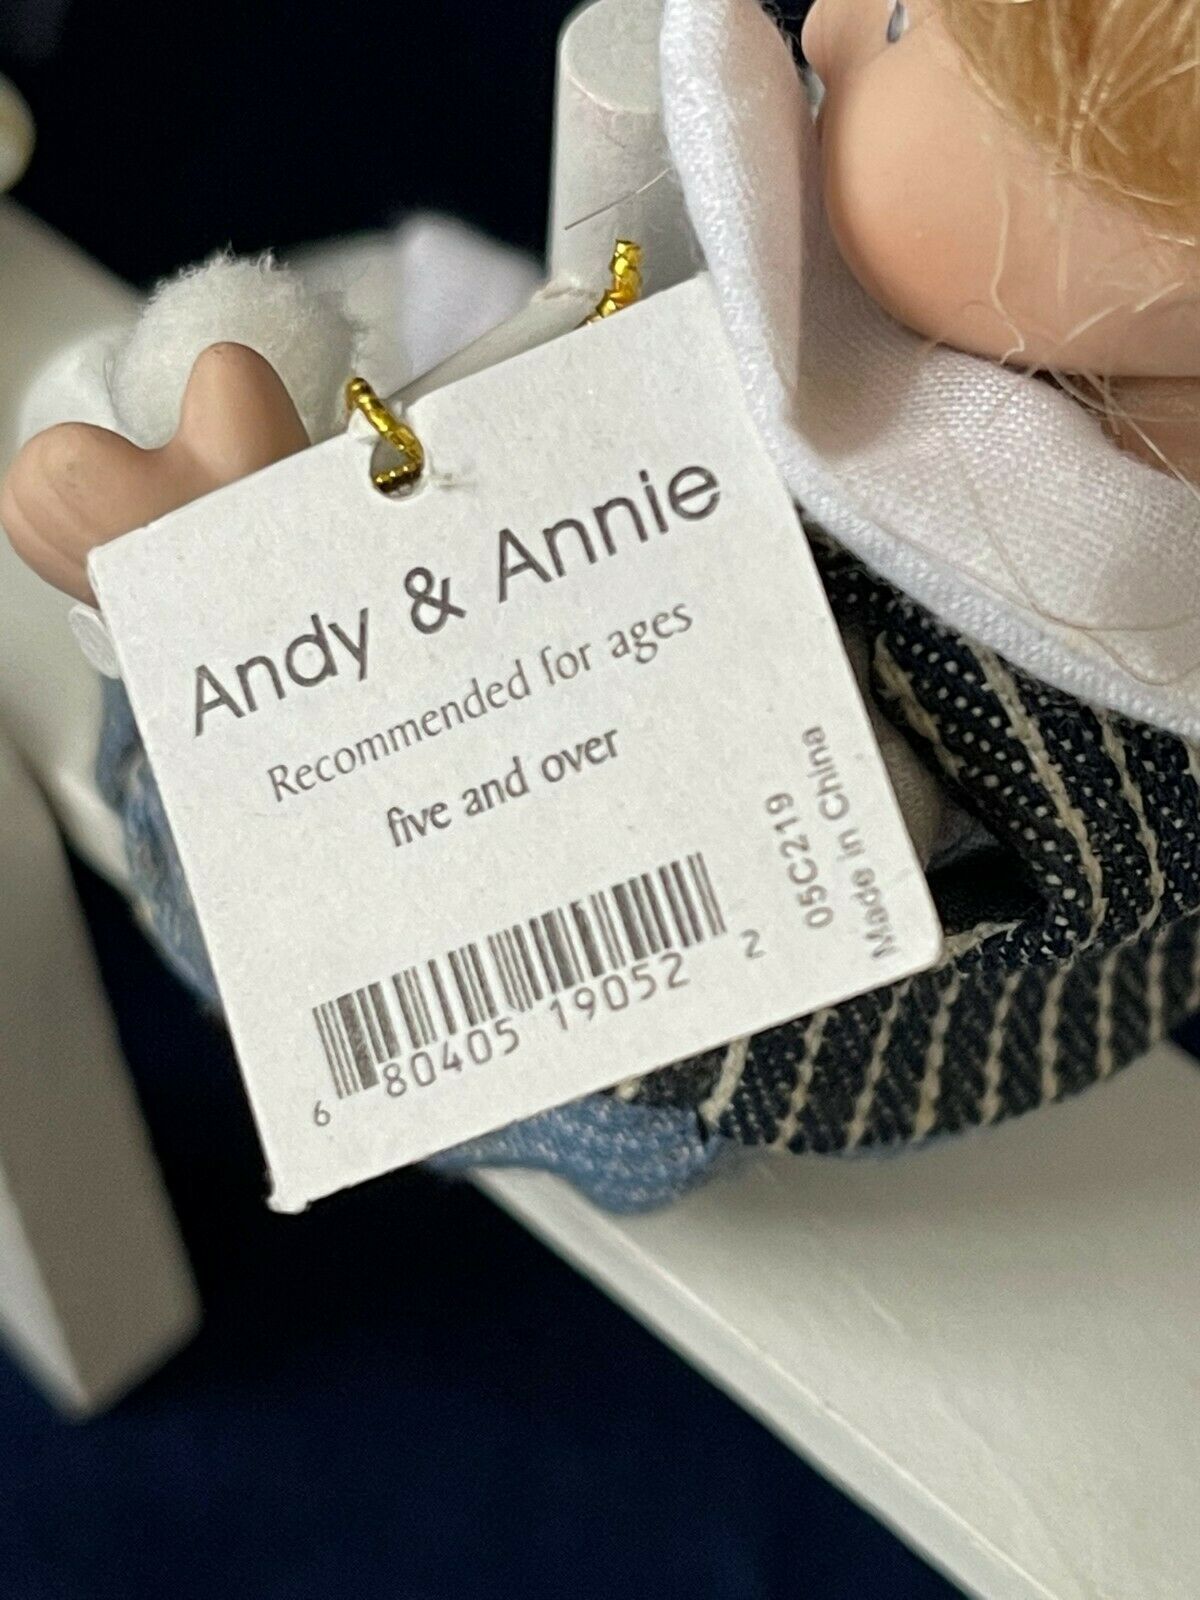 Andy & Annie
Recommended for ages
five and over
6 80405 19052 2
05C219
Made in China